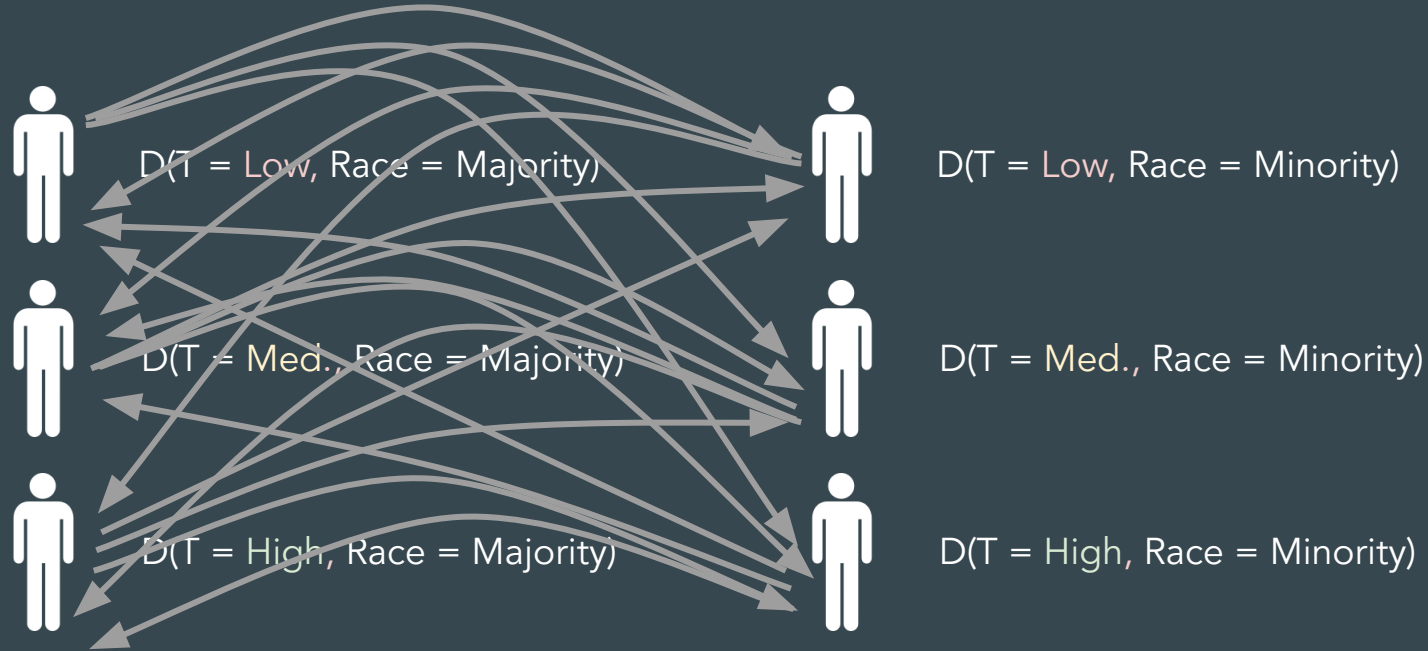 D(T = Low, Race = Majority)
D(T = Low, Race = Minority)
D(T = Med., Race = Majority)
D(T = Med., Race = Minority)
D(T = High, Race = Majority)
D(T = High, Race = Minority)